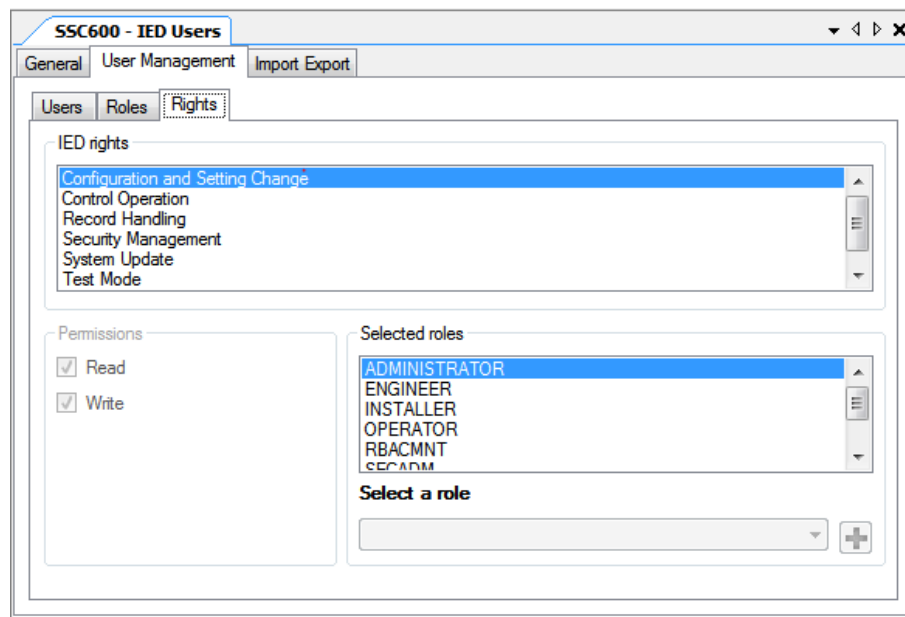 SSC600 - IED Users
General User Management Import Export
Users Roles Rights
IED rights
Configuration and Setting Change
Control Operation
Record Handling
Security Management
System Update
Test Mode
Permissions
Read
Write
Selected roles
ADMINISTRATOR
ENGINEER
INSTALLER
OPERATOR
RBACMNT
SECADM
Select a role